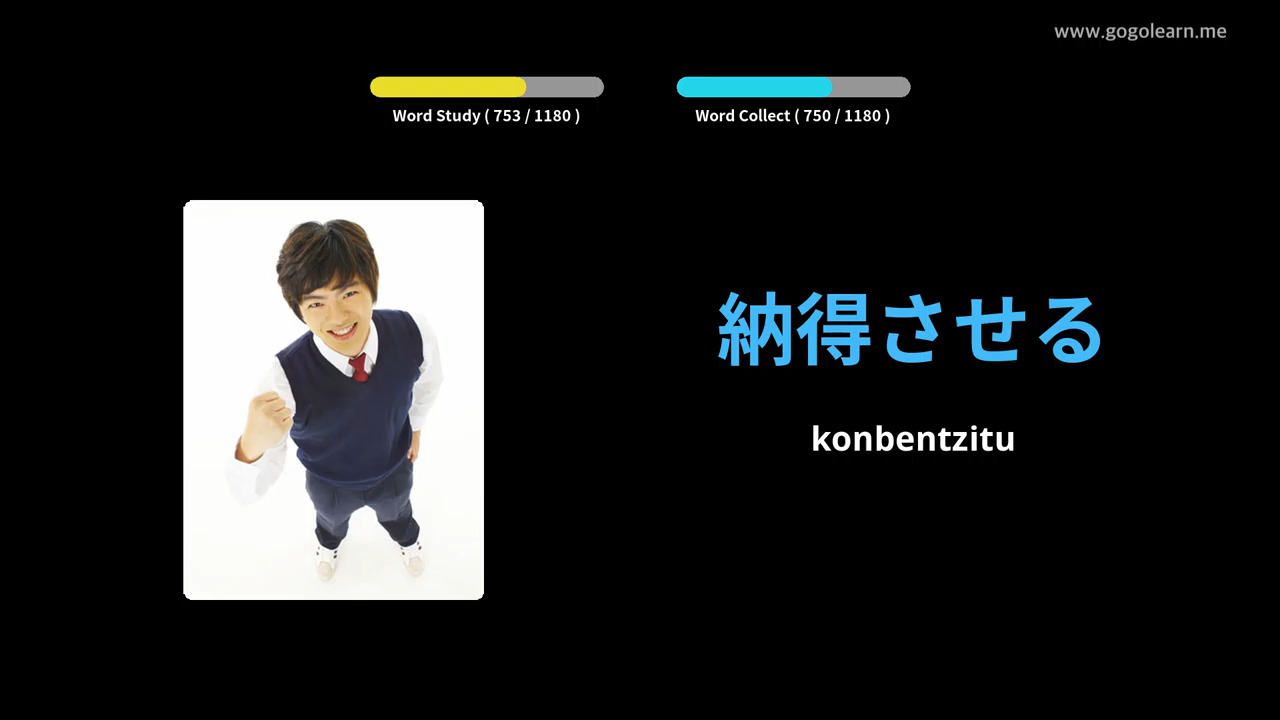 www.gogolearn.me
Word Study ( 753 / 1180 )
Word Collect ( 750 / 1180 )
納得させる
konbentzitu